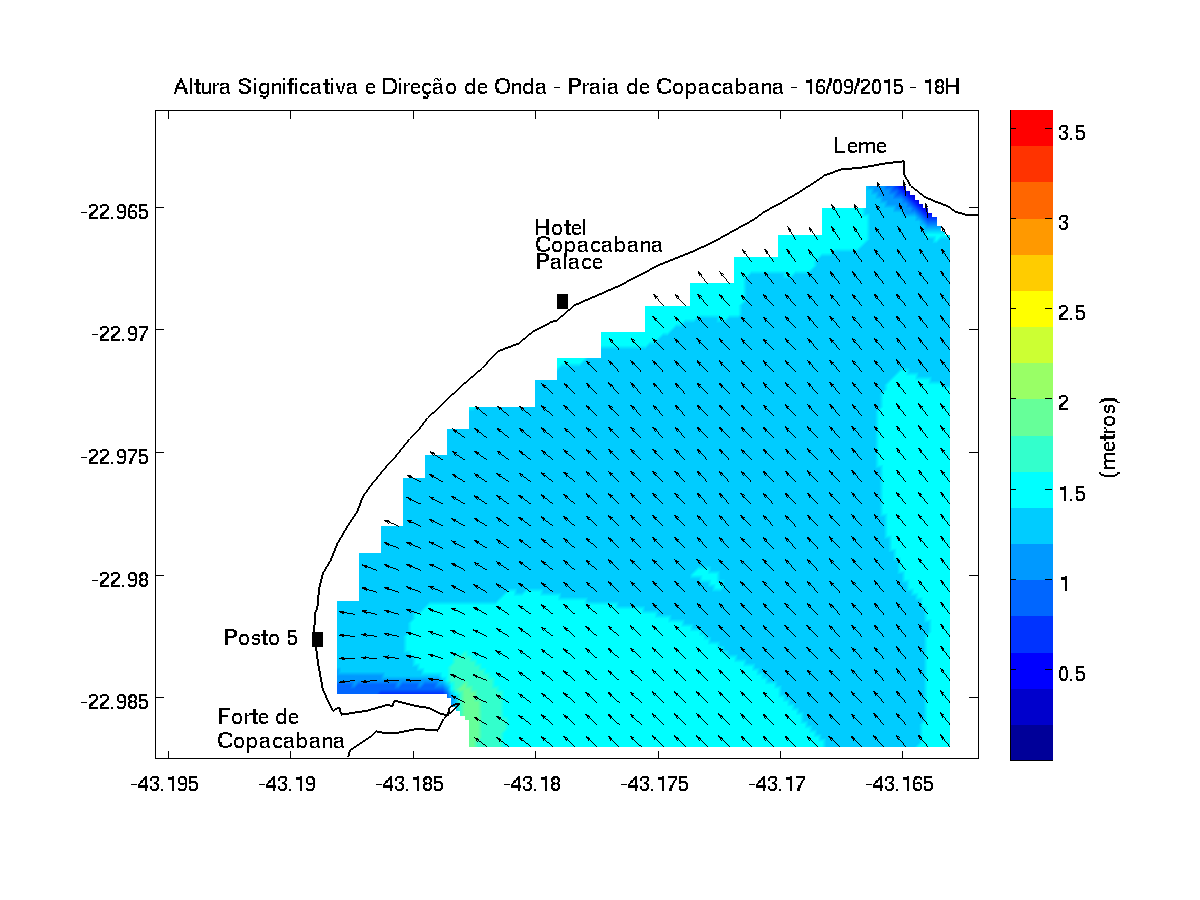 Altura Significativa e Direção de Onda - Praia de Copacabana - 16/09/2015 - 18H
Leme
Hotel
Copacabana
Palace
Posto 5
Forte de
Copacabana
-22.965
-22.97
-22.975
-22.98
-22.985
-43.195
-43.19
-43.185
-43.18
-43.175
-43.17
-43.165
3.5
3
2.5
2
1.5
1
0.5
(metros)